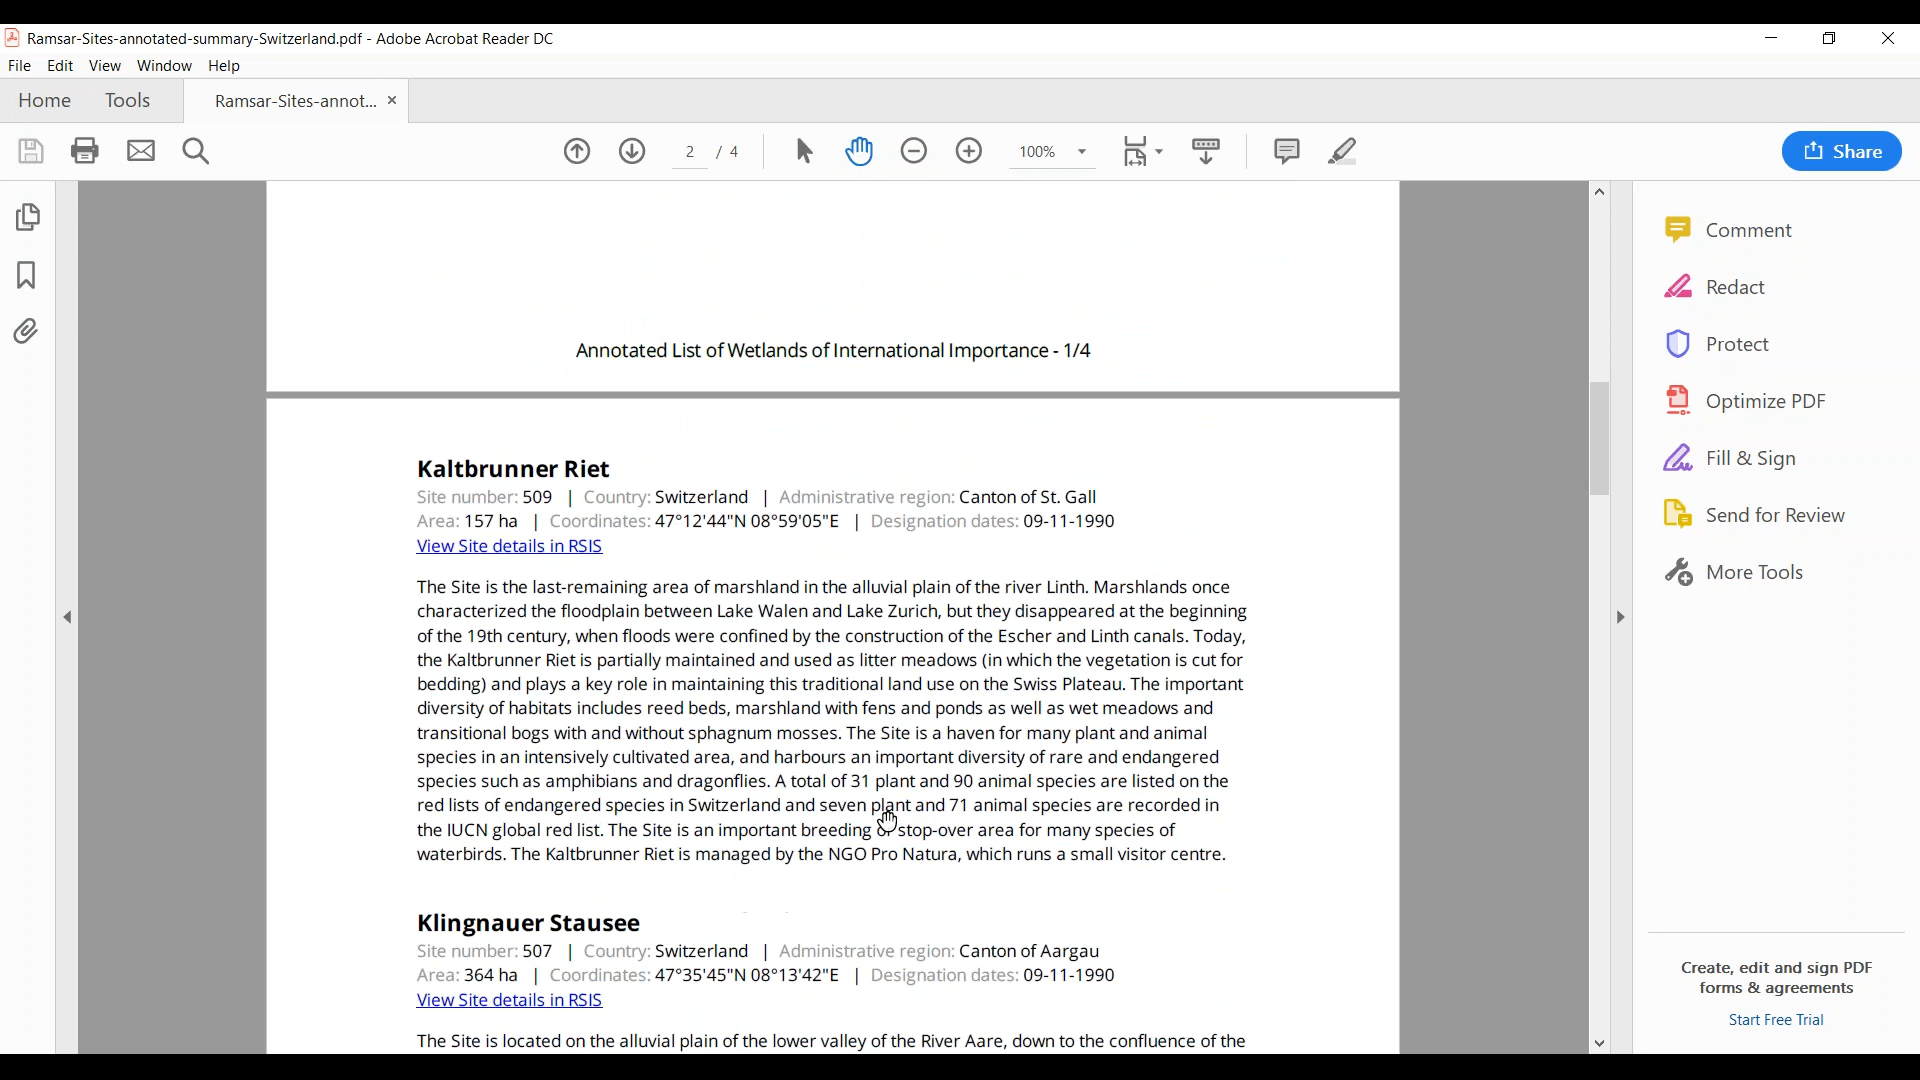 Ramsar-Sites-annotated-summary-Switzerland.pdf - Adobe Acrobat Reader DC
File Edit View Window Help
Home Tools Ramsar-Sites-annot... ×
2 / 4 100% Share
Annotated List of Wetlands of International Importance - 1/4
Kaltbrunner Riet
Site number: 509 | Country: Switzerland | Administrative region: Canton of St. Gall
Area: 157 ha | Coordinates: 47°12'44"N 08°59'05"E | Designation dates: 09-11-1990
View Site details in RSIS
The Site is the last-remaining area of marshland in the alluvial plain of the river Linth. Marshlands once
characterized the floodplain between Lake Walen and Lake Zurich, but they disappeared at the beginning
of the 19th century, when floods were confined by the construction of the Escher and Linth canals. Today,
the Kaltbrunner Riet is partially maintained and used as litter meadows (in which the vegetation is cut for
bedding) and plays a key role in maintaining this traditional land use on the Swiss Plateau. The important
diversity of habitats includes reed beds, marshland with fens and ponds as well as wet meadows and
transitional bogs with and without sphagnum mosses. The Site is a haven for many plant and animal
species in an intensively cultivated area, and harbours an important diversity of rare and endangered
species such as amphibians and dragonflies. A total of 31 plant and 90 animal species are listed on the
red lists of endangered species in Switzerland and seven plant and 71 animal species are recorded in
the IUCN global red list. The Site is an important breeding or stop-over area for many species of
waterbirds. The Kaltbrunner Riet is managed by the NGO Pro Natura, which runs a small visitor centre.
Klingnauer Stausee
Site number: 507 | Country: Switzerland | Administrative region: Canton of Aargau
Area: 364 ha | Coordinates: 47°35'45"N 08°13'42"E | Designation dates: 09-11-1990
View Site details in RSIS
The Site is located on the alluvial plain of the lower valley of the River Aare, down to the confluence of the
Comment
Redact
Protect
Optimize PDF
Fill & Sign
Send for Review
More Tools
Create, edit and sign PDF
forms & agreements
Start Free Trial